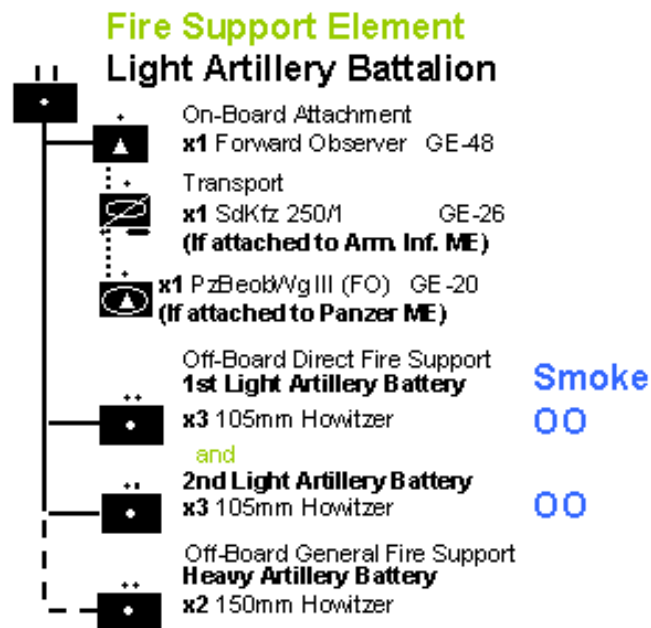 Fire Support Element
Light Artillery Battalion
On-Board Attachment
x1 Forward Observer GE-48
Transport
x1 SdKfz 250/1 GE-26
(If attached to Arm. Inf. ME)
x1 PzBeobWg III (FO) GE-20
(If attached to Panzer ME)
Off-Board Direct Fire Support
1st Light Artillery Battery Smoke
x3 105mm Howitzer OO
and
2nd Light Artillery Battery
x3 105mm Howitzer OO
Off-Board General Fire Support
Heavy Artillery Battery
x2 150mm Howitzer